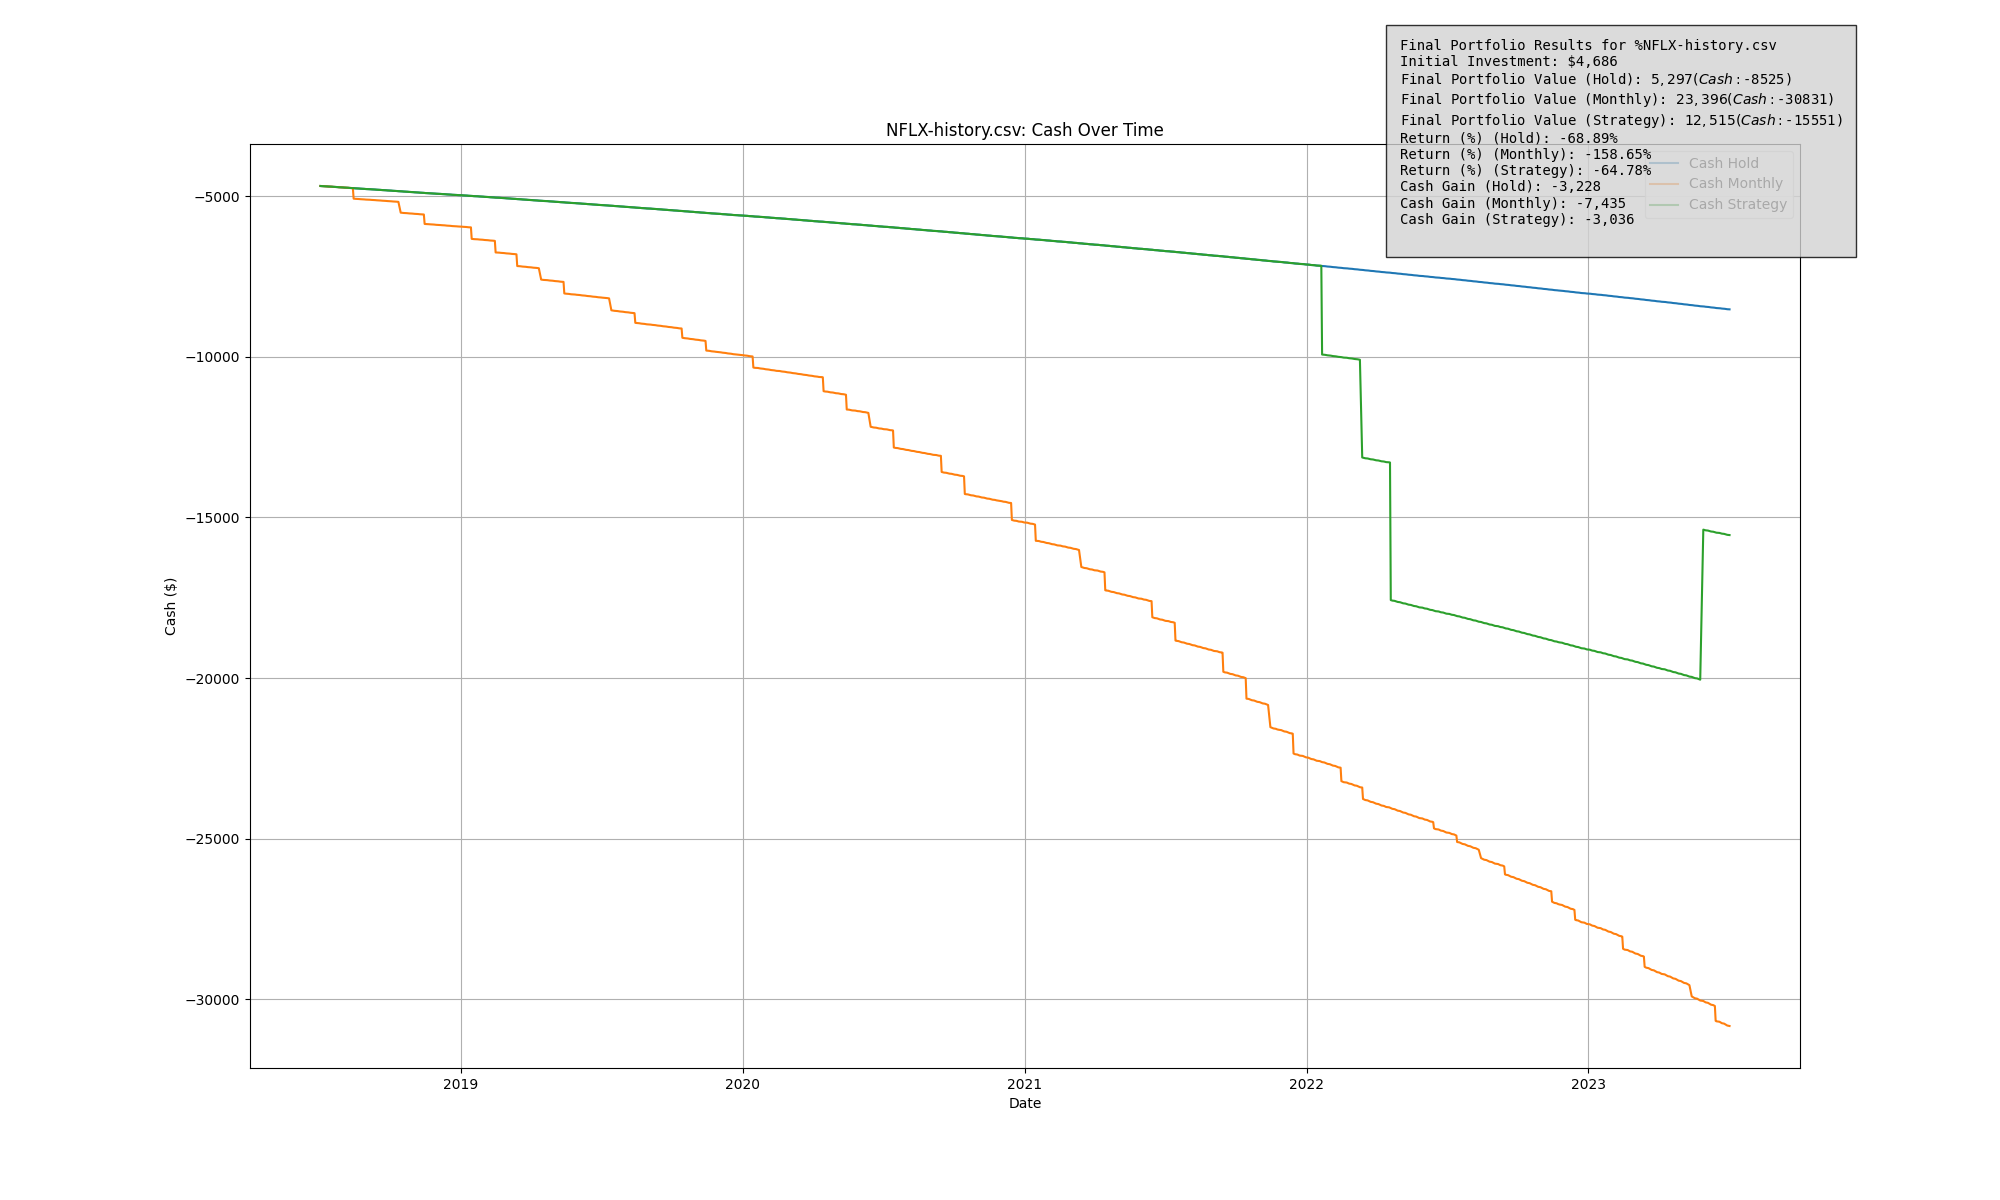 Final Portfolio Results for %NFLX-history.csv
Initial Investment: $4,686
Final Portfolio Value (Hold): 5,297(Cash:-8525)
Final Portfolio Value (Monthly): 23,396(Cash:-30831)
Final Portfolio Value (Strategy): 12,515(Cash:-15551)
Return (%) (Hold): -68.89%
Return (%) (Monthly): -158.65%
Return (%) (Strategy): -64.78%
Cash Gain (Hold): -3,228
Cash Gain (Monthly): -7,435
Cash Gain (Strategy): -3,036
NFLX-history.csv: Cash Over Time
Cash Hold
Cash Monthly
Cash Strategy
−5000
−10000
−15000
−20000
−25000
−30000
Cash ($)
2019
2020
2021
2022
2023
Date